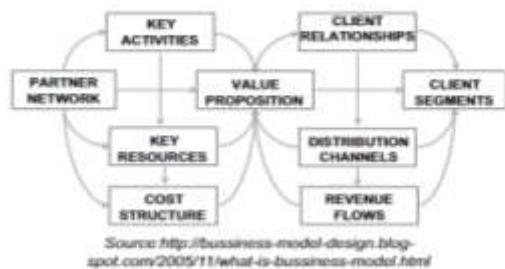 KEY
ACTIVITIES
CLIENT
RELATIONSHIPS
PARTNER
NETWORK
VALUE
PROPOSITION
CLIENT
SEGMENTS
KEY
RESOURCES
DISTRIBUTION
CHANNELS
COST
STRUCTURE
REVENUE
FLOWS
Source:http://bussiness-model-design.blog-
spot.com/2005/11/what-is-bussiness-model.html